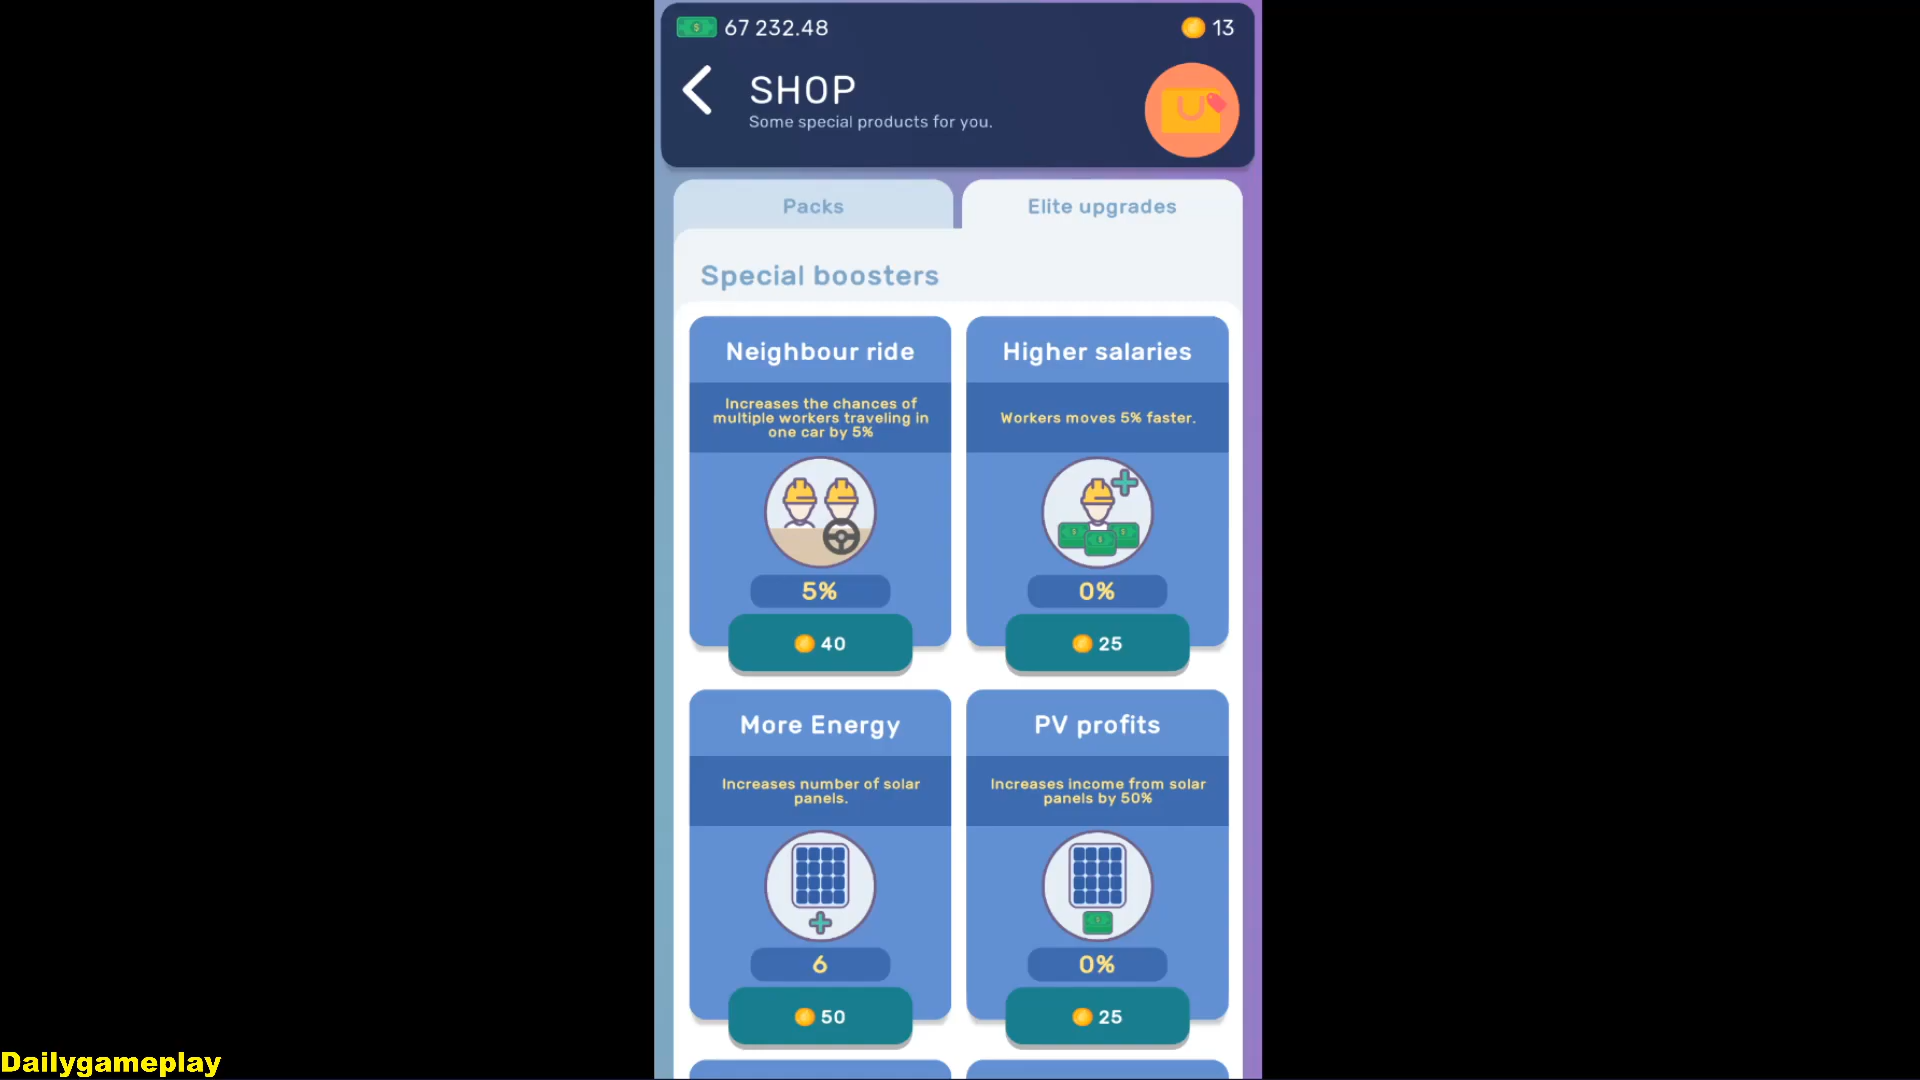 67 232.48
13
SHOP
Some special products for you.
Packs
Elite upgrades
Special boosters
Neighbour ride
Increases the chances of
multiple workers traveling in
one car by 5%
5%
40
Higher salaries
Workers moves 5% faster.
0%
25
More Energy
Increases number of solar
panels.
6
50
PV profits
Increases income from solar
panels by 50%
0%
25
Dailygameplay